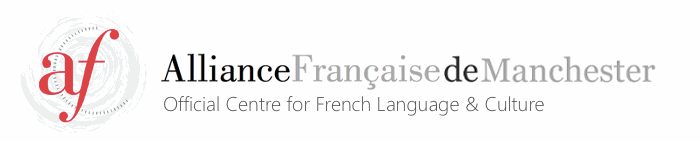 af
AllianceFrançaisedeManchester
Official Centre for French Language & Culture